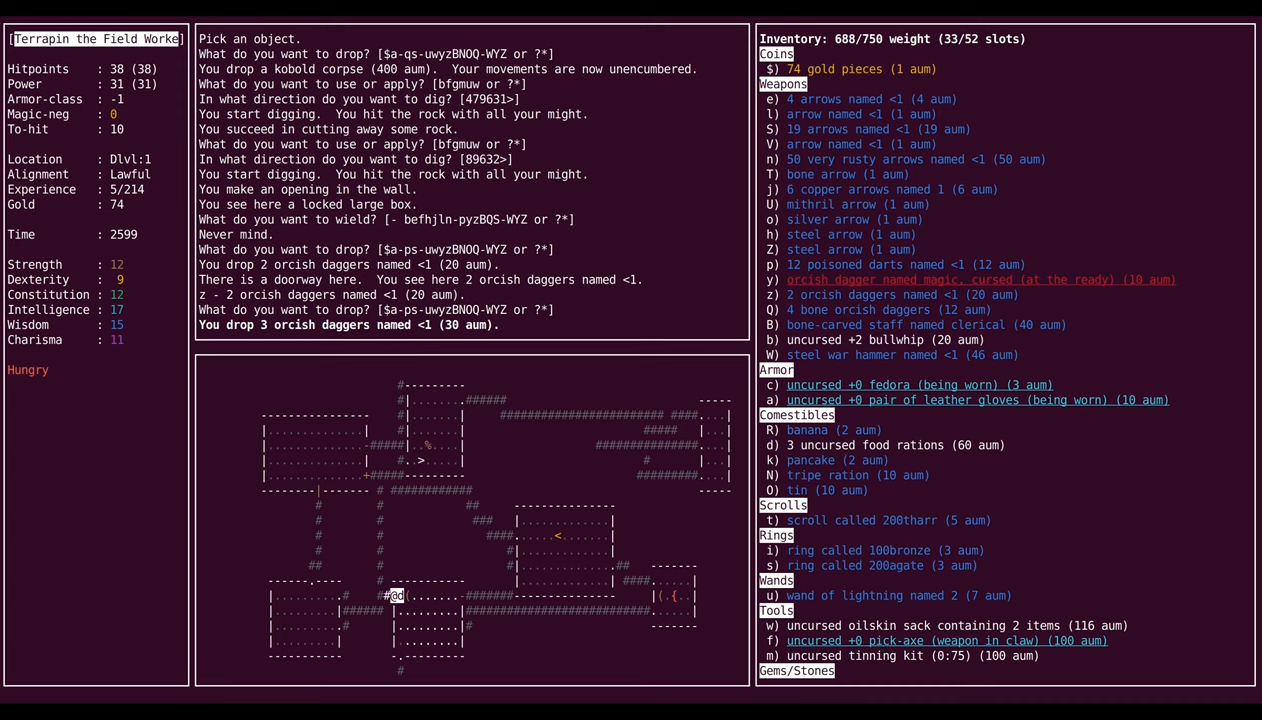 [Terrapin the Field Worke]
Hitpoints : 38 (38)
Power : 31 (31)
Armor-class : -1
Magic-neg : 0
To-hit : 10
Location : Dlvl:1
Alignment : Lawful
Experience : 5/214
Gold : 74
Time : 2599
Strength : 12
Dexterity : 9
Constitution : 12
Intelligence : 17
Wisdom : 15
Charisma : 11
Hungry
Pick an object.
What do you want to drop? [$a-qs-uwyzBNOQ-WYZ or ?*]
You drop a kobold corpse (400 aum).  Your movements are now unencumbered.
What do you want to use or apply? [bfgmuw or ?*]
In what direction do you want to dig? [479631>]
You start digging.  You hit the rock with all your might.
You succeed in cutting away some rock.
What do you want to use or apply? [bfgmuw or ?*]
In what direction do you want to dig? [89632>]
You start digging.  You hit the rock with all your might.
You make an opening in the wall.
You see here a locked large box.
What do you want to wield? [- befhjln-pyzBQS-WYZ or ?*]
Never mind.
What do you want to drop? [$a-ps-uwyzBNOQ-WYZ or ?*]
You drop 2 orcish daggers named <1 (20 aum).
There is a doorway here.  You see here 2 orcish daggers named <1.
z - 2 orcish daggers named <1 (20 aum).
What do you want to drop? [$a-ps-uwyzBNOQ-WYZ or ?*]
You drop 3 orcish daggers named <1 (30 aum).
Inventory: 688/750 weight (33/52 slots)
Coins
$) 74 gold pieces (1 aum)
Weapons
e) 4 arrows named <1 (4 aum)
l) arrow named <1 (1 aum)
S) 19 arrows named <1 (19 aum)
V) arrow named <1 (1 aum)
n) 50 very rusty arrows named <1 (50 aum)
T) bone arrow (1 aum)
j) 6 copper arrows named 1 (6 aum)
U) mithril arrow (1 aum)
o) silver arrow (1 aum)
h) steel arrow (1 aum)
Z) steel arrow (1 aum)
p) 12 poisoned darts named <1 (12 aum)
y) orcish dagger named magic, cursed (at the ready) (10 aum)
z) 2 orcish daggers named <1 (20 aum)
Q) 4 bone orcish daggers (12 aum)
B) bone-carved staff named clerical (40 aum)
b) uncursed +2 bullwhip (20 aum)
W) steel war hammer named <1 (46 aum)
Armor
c) uncursed +0 fedora (being worn) (3 aum)
a) uncursed +0 pair of leather gloves (being worn) (10 aum)
Comestibles
R) banana (2 aum)
d) 3 uncursed food rations (60 aum)
k) pancake (2 aum)
N) tripe ration (10 aum)
O) tin (10 aum)
Scrolls
t) scroll called 200tharr (5 aum)
Rings
i) ring called 100bronze (3 aum)
s) ring called 200agate (3 aum)
Wands
u) wand of lightning named 2 (7 aum)
Tools
w) uncursed oilskin sack containing 2 items (116 aum)
f) uncursed +0 pick-axe (weapon in claw) (100 aum)
m) uncursed tinning kit (0:75) (100 aum)
Gems/Stones